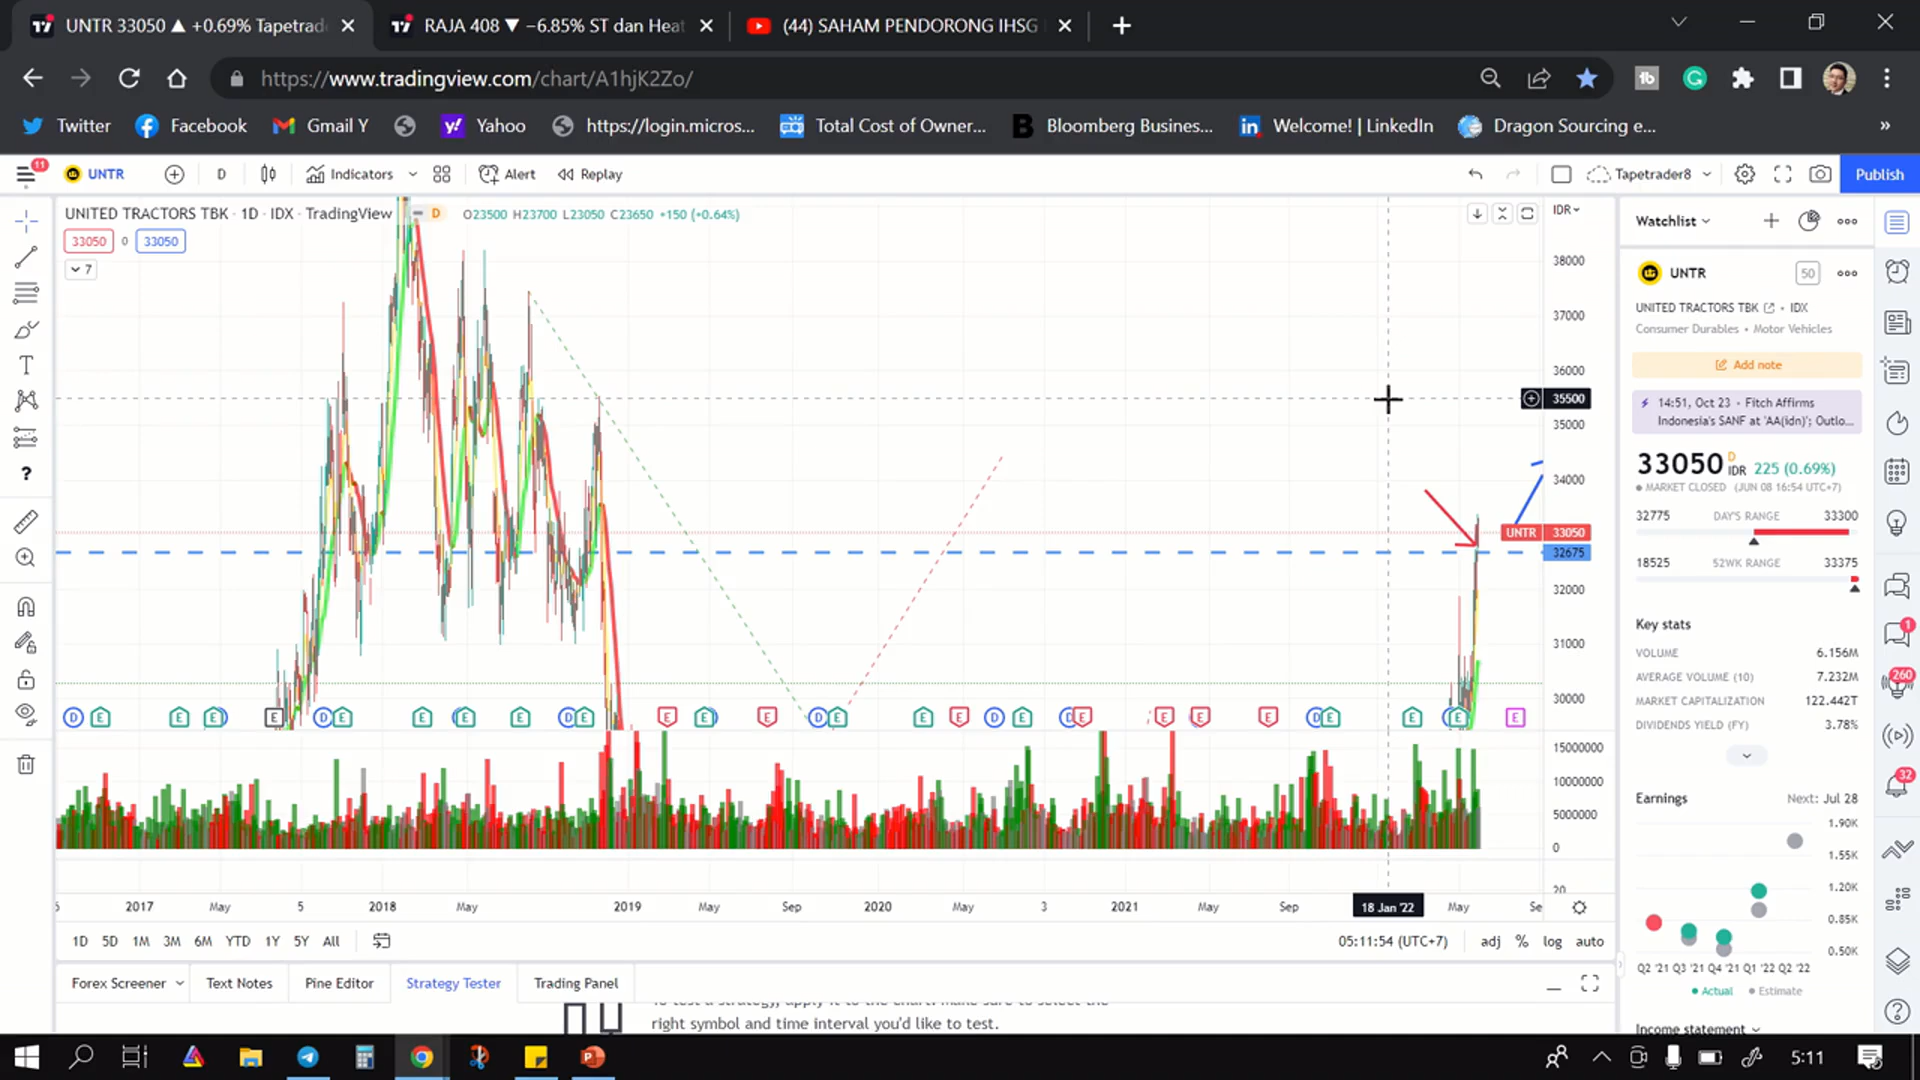 UNTR 33050 ▲ +0.69% Tapetrad
RAJA 408 ▼ −6.85% ST dan Heat
(44) SAHAM PENDORONG IHSG
https://www.tradingview.com/chart/A1hjK2Zo/
Twitter
Facebook
Gmail Y
Yahoo
https://login.micros...
Total Cost of Owner...
Bloomberg Business...
Welcome! | LinkedIn
Dragon Sourcing e...
»
11
UNTR
D
Indicators
Alert
Replay
Tapetrader8
Publish
UNITED TRACTORS TBK · 1D · IDX · TradingView
D
O23500 H23700 L23050 C23650 +150 (+0.64%)
33050
0
33050
7
IDR
38000
37000
36000
35500
35000
34000
UNTR 33050
32675
32000
31000
30000
15000000
10000000
5000000
0
20
2017
May
5
2018
May
2019
May
Sep
2020
May
3
2021
May
Sep
18 Jan '22
May
Se
1D
5D
1M
3M
6M
YTD
1Y
5Y
All
05:11:54 (UTC+7)
adj
%
log
auto
Forex Screener
Text Notes
Pine Editor
Strategy Tester
Trading Panel
right symbol and time interval you'd like to test.
Watchlist
UNTR
50
UNITED TRACTORS TBK · IDX
Consumer Durables • Motor Vehicles
Add note
14:51, Oct 23 • Fitch Affirms
Indonesia's SANF at 'AA(idn)'; Outlo...
33050 D IDR 225 (0.69%)
MARKET CLOSED (JUN 08 16:54 UTC+7)
32775 DAY'S RANGE 33300
18525 52WK RANGE 33375
Key stats
VOLUME 6.156M
AVERAGE VOLUME (10) 7.232M
MARKET CAPITALIZATION 122.442T
DIVIDENDS YIELD (FY) 3.78%
Earnings Next: Jul 28
1.90K
1.55K
1.20K
0.85K
0.50K
Q2 '21 Q3 '21 Q4 '21 Q1 '22 Q2 '22
Actual
Estimate
Income statement
1
260
32
5:11